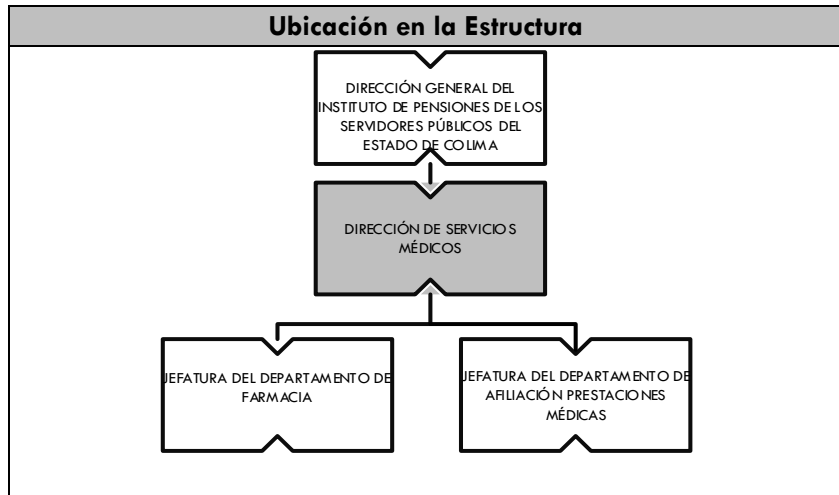 Ubicación en la Estructura
DIRECCIÓN GENERAL DEL
INSTITUTO DE PENSIONES DE LOS
SERVIDORES PÚBLICOS DEL
ESTADO DE COLIMA
DIRECCIÓN DE SERVICIOS
MÉDICOS
JEFATURA DEL DEPARTAMENTO DE
FARMACIA
JEFATURA DEL DEPARTAMENTO DE
AFILIACIÓN PRESTACIONES
MÉDICAS